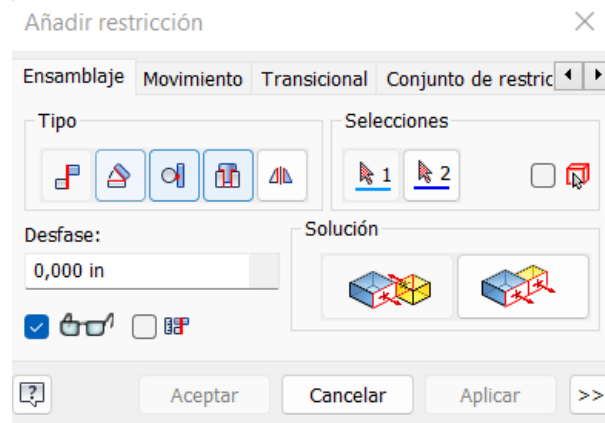 Añadir restricción
Ensamblaje Movimiento Transicional Conjunto de restric
Tipo
Selecciones
1 2
Desfase:
Solución
0,000 in
? Aceptar Cancelar Aplicar >>